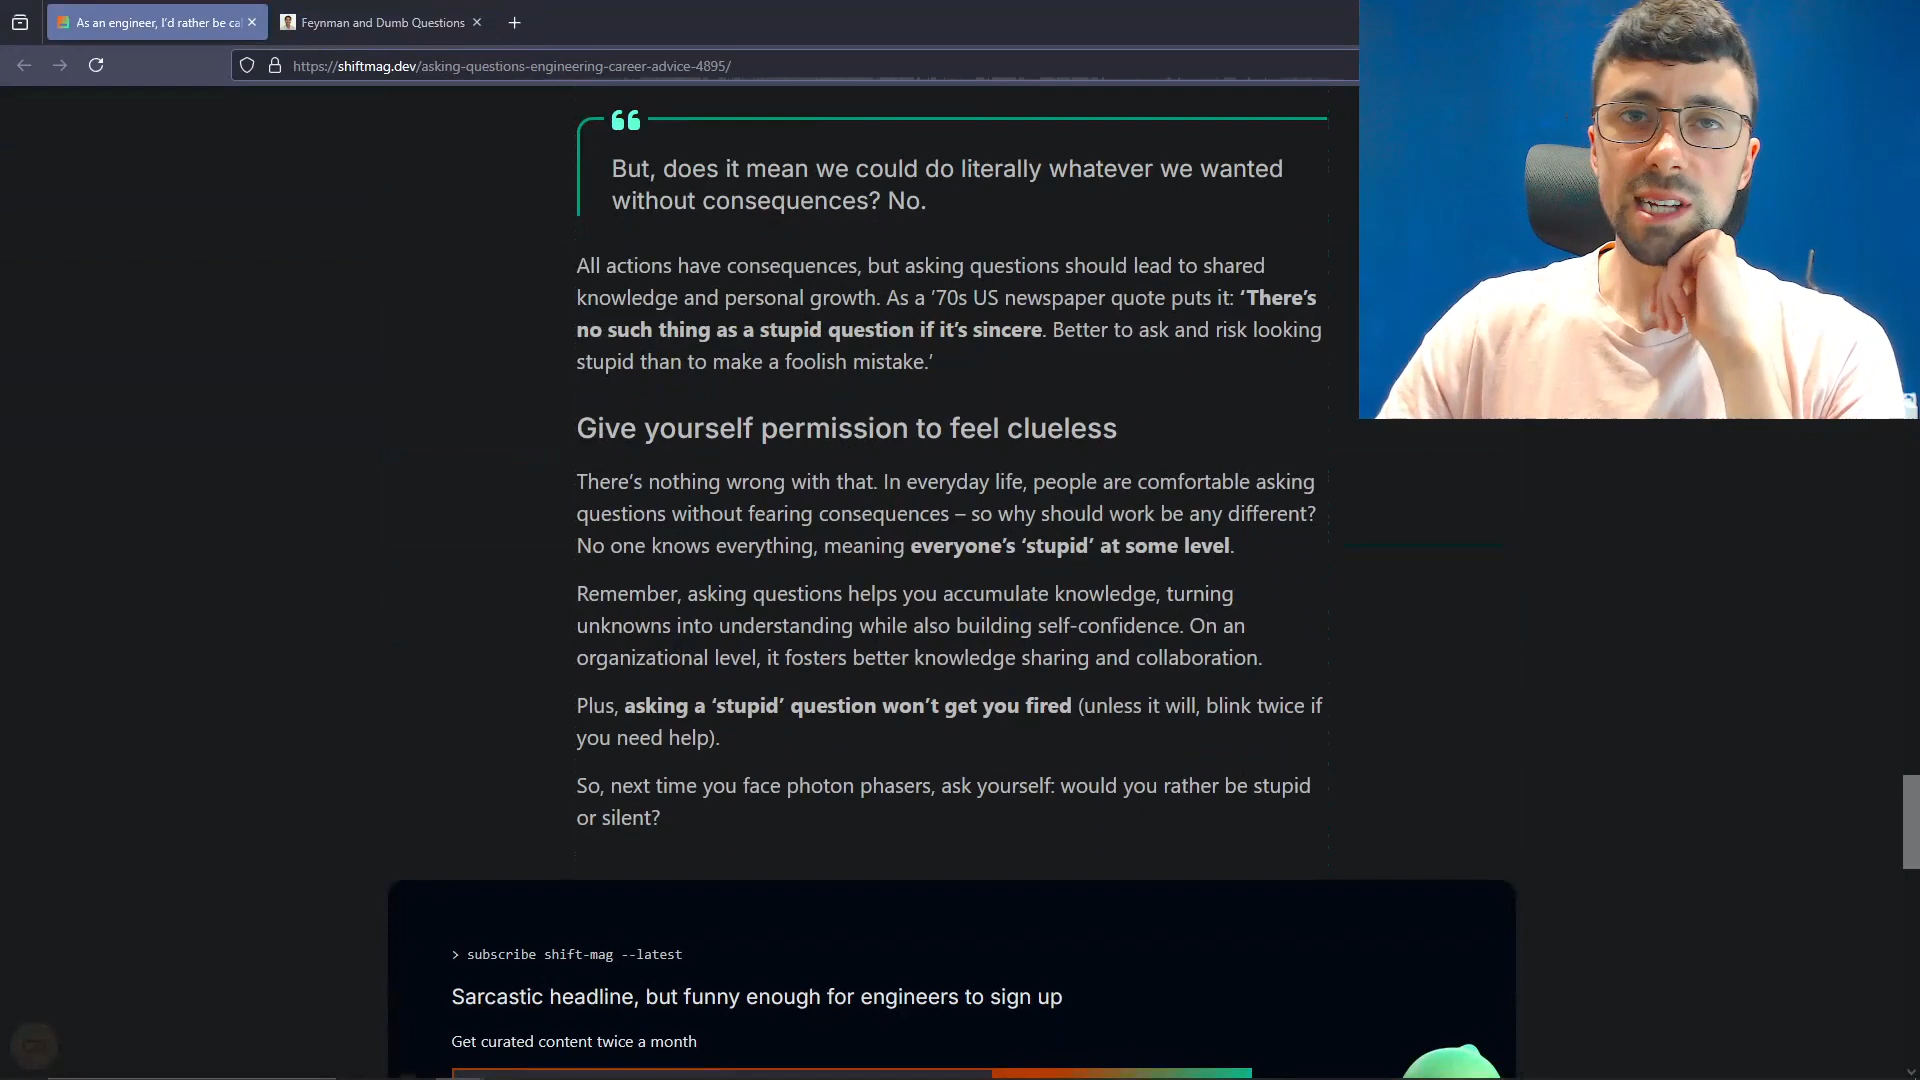 As an engineer, I'd rather be ca
Feynman and Dumb Questions
https://shiftmag.dev/asking-questions-engineering-career-advice-4895/
But, does it mean we could do literally whatever we wanted
without consequences? No.
All actions have consequences, but asking questions should lead to shared
knowledge and personal growth. As a ’70s US newspaper quote puts it: ‘There’s
no such thing as a stupid question if it’s sincere. Better to ask and risk looking
stupid than to make a foolish mistake.’
Give yourself permission to feel clueless
There’s nothing wrong with that. In everyday life, people are comfortable asking
questions without fearing consequences – so why should work be any different?
No one knows everything, meaning everyone’s ‘stupid’ at some level.
Remember, asking questions helps you accumulate knowledge, turning
unknowns into understanding while also building self-confidence. On an
organizational level, it fosters better knowledge sharing and collaboration.
Plus, asking a ‘stupid’ question won’t get you fired (unless it will, blink twice if
you need help).
So, next time you face photon phasers, ask yourself: would you rather be stupid
or silent?
> subscribe shift-mag --latest
Sarcastic headline, but funny enough for engineers to sign up
Get curated content twice a month